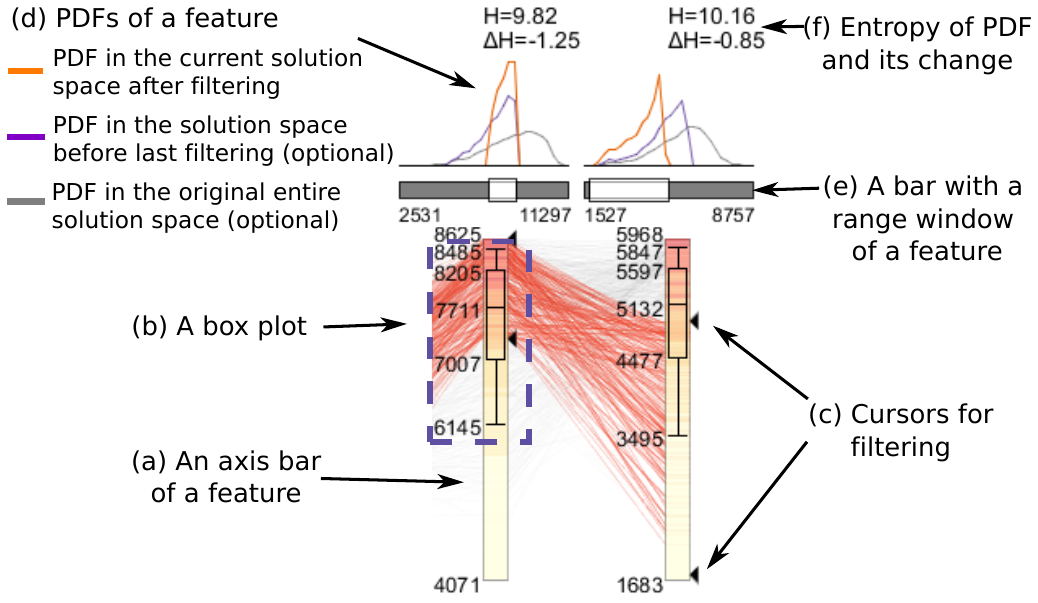 (d) PDFs of a feature
PDF in the current solution
space after filtering
PDF in the solution space
before last filtering (optional)
PDF in the original entire
solution space (optional)
H=9.82
ΔH=-1.25
H=10.16
ΔH=-0.85
(f) Entropy of PDF
and its change
2531
11297
1527
8757
(e) A bar with a
range window
of a feature
8625
8485
8205
7711
7007
6145
4071
5968
5847
5597
5132
4477
3495
1683
(b) A box plot
(a) An axis bar
of a feature
(c) Cursors for
filtering